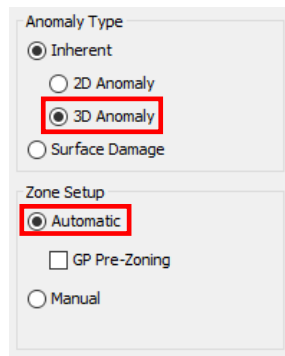 Anomaly Type
Inherent
2D Anomaly
3D Anomaly
Surface Damage
Zone Setup
Automatic
GP Pre-Zoning
Manual